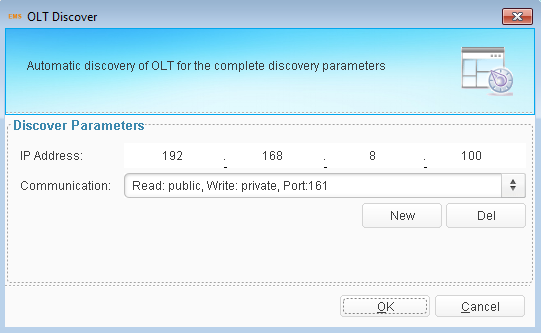 EMS OLT Discover
Automatic discovery of OLT for the complete discovery parameters
Discover Parameters
IP Address: 192 . 168 . 8 . 100
Communication: Read: public, Write: private, Port:161
New Del
OK Cancel